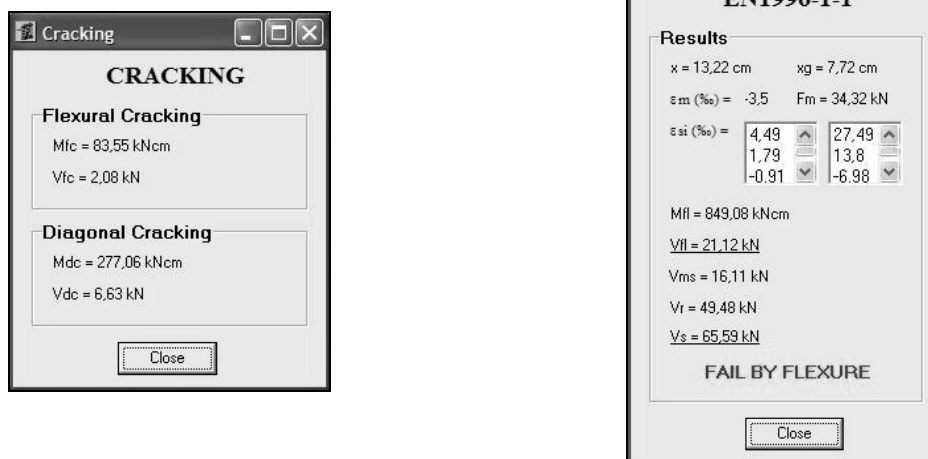 Cracking
CRACKING
Flexural Cracking
Mfc = 83,55 kNcm
Vfc = 2,08 kN
Diagonal Cracking
Mdc = 277,06 kNcm
Vdc = 6,63 kN
Close
EN1996-1-1
Results
x = 13,22 cm xg = 7,72 cm
εm (‰) = -3,5 Fm = 34,32 kN
εsi (‰) = 4,49 27,49
1,79 13,8
-0.91 -6.98
Mfl = 849,08 kNcm
Vfl = 21,12 kN
Vms = 16,11 kN
Vr = 49,48 kN
Vs = 65,59 kN
FAIL BY FLEXURE
Close